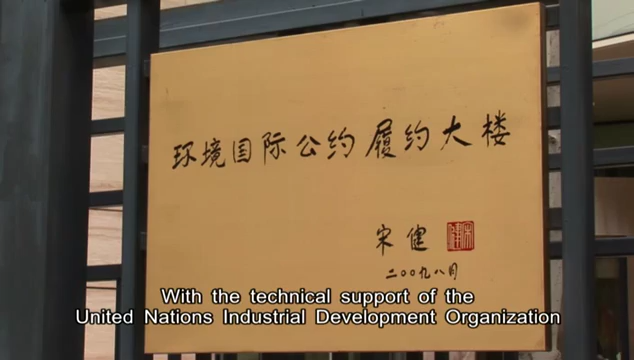 环境国际公约履约大楼
宋健
二〇〇九八月
With the technical support of the
United Nations Industrial Development Organization